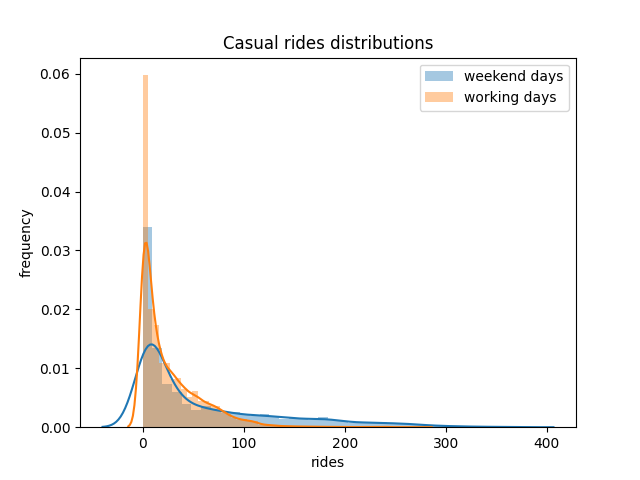 Casual rides distributions
weekend days
working days
0.06
0.05
0.04
0.03
0.02
0.01
0.00
frequency
0
100
200
300
400
rides